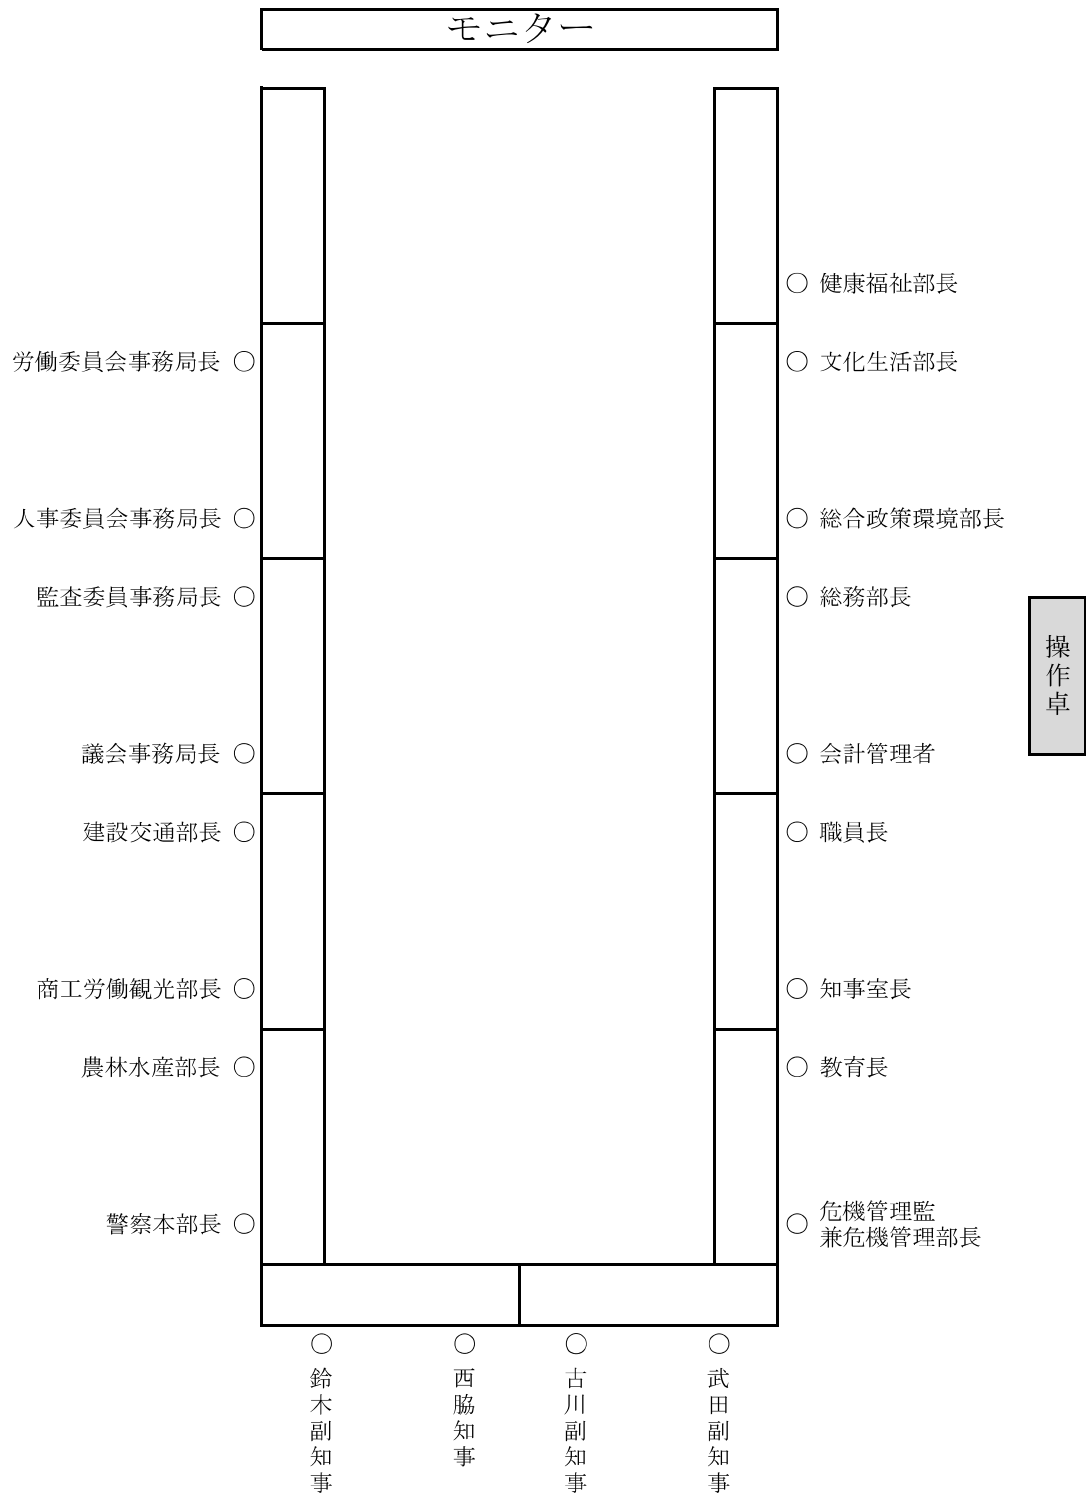 モニター
○ 健康福祉部長
労働委員会事務局長 ○
○ 文化生活部長
人事委員会事務局長 ○
○ 総合政策環境部長
監査委員事務局長 ○
○ 総務部長
操作卓
議会事務局長 ○
○ 会計管理者
建設交通部長 ○
○ 職員長
商工労働観光部長 ○
○ 知事室長
農林水産部長 ○
○ 教育長
警察本部長 ○
○ 危機管理監
兼危機管理部長
○ 鈴木副知事
○ 西脇知事
○ 古川副知事
○ 武田副知事